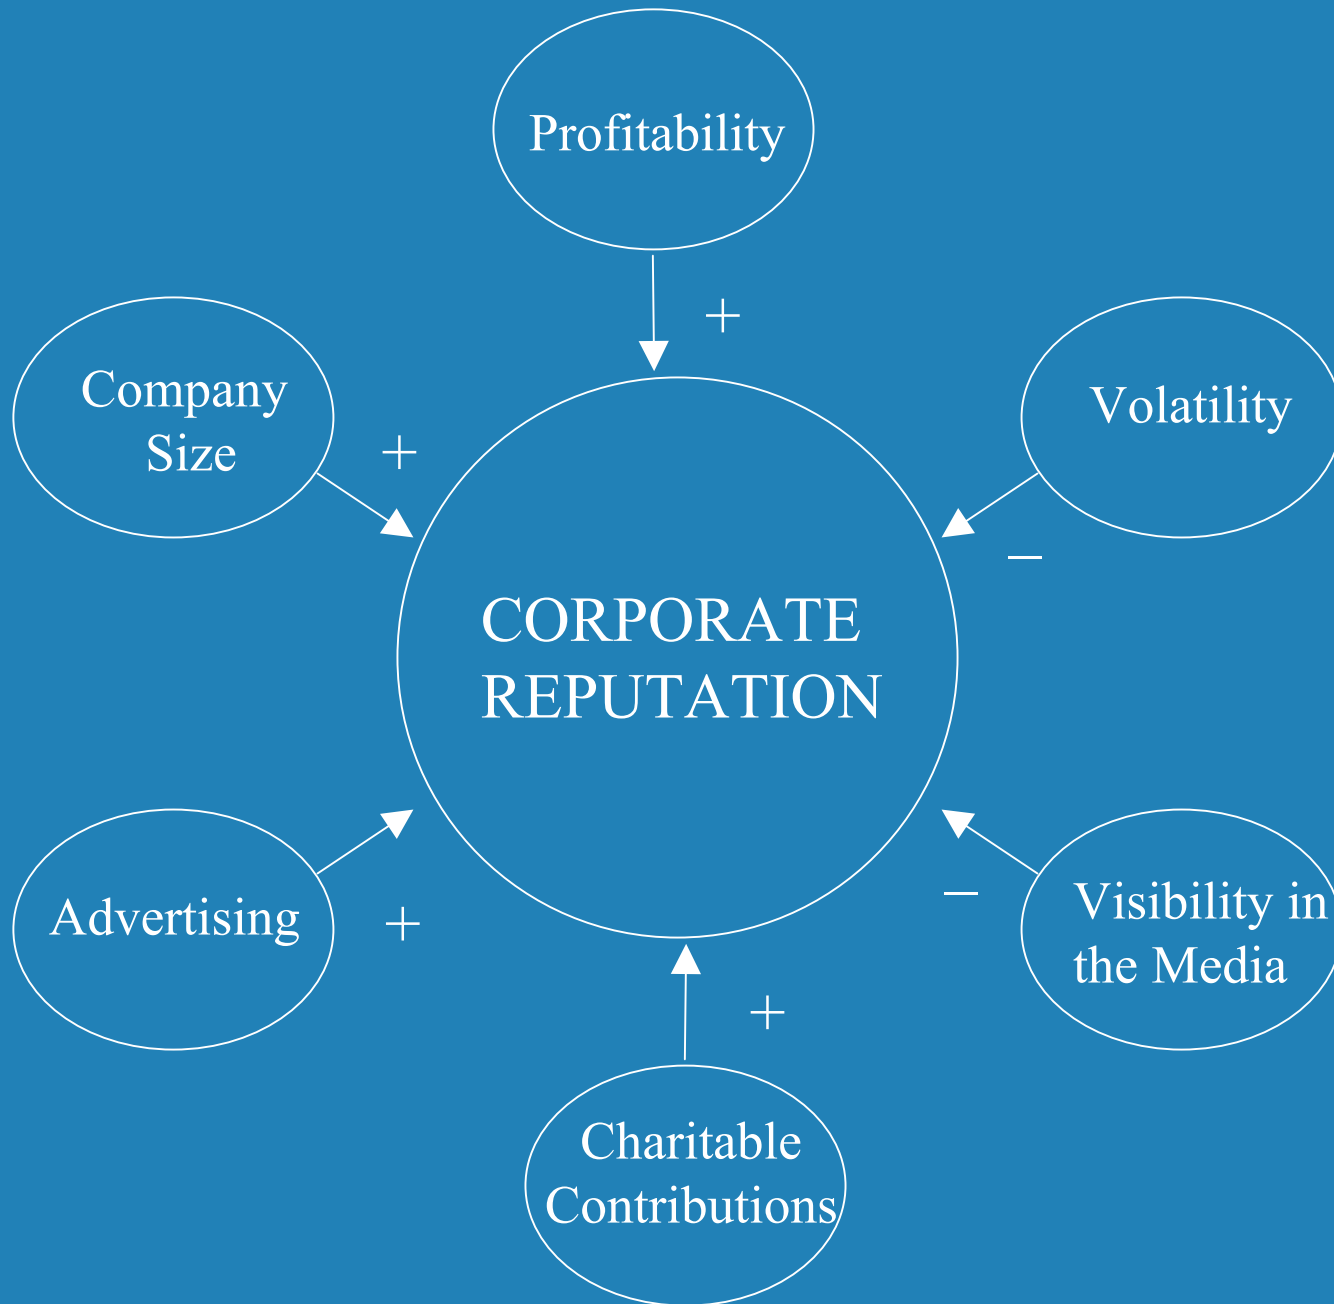 Profitability
+
Company
Size
+
Volatility
–
CORPORATE
REPUTATION
Advertising
+
Visibility in
the Media
–
+
Charitable
Contributions